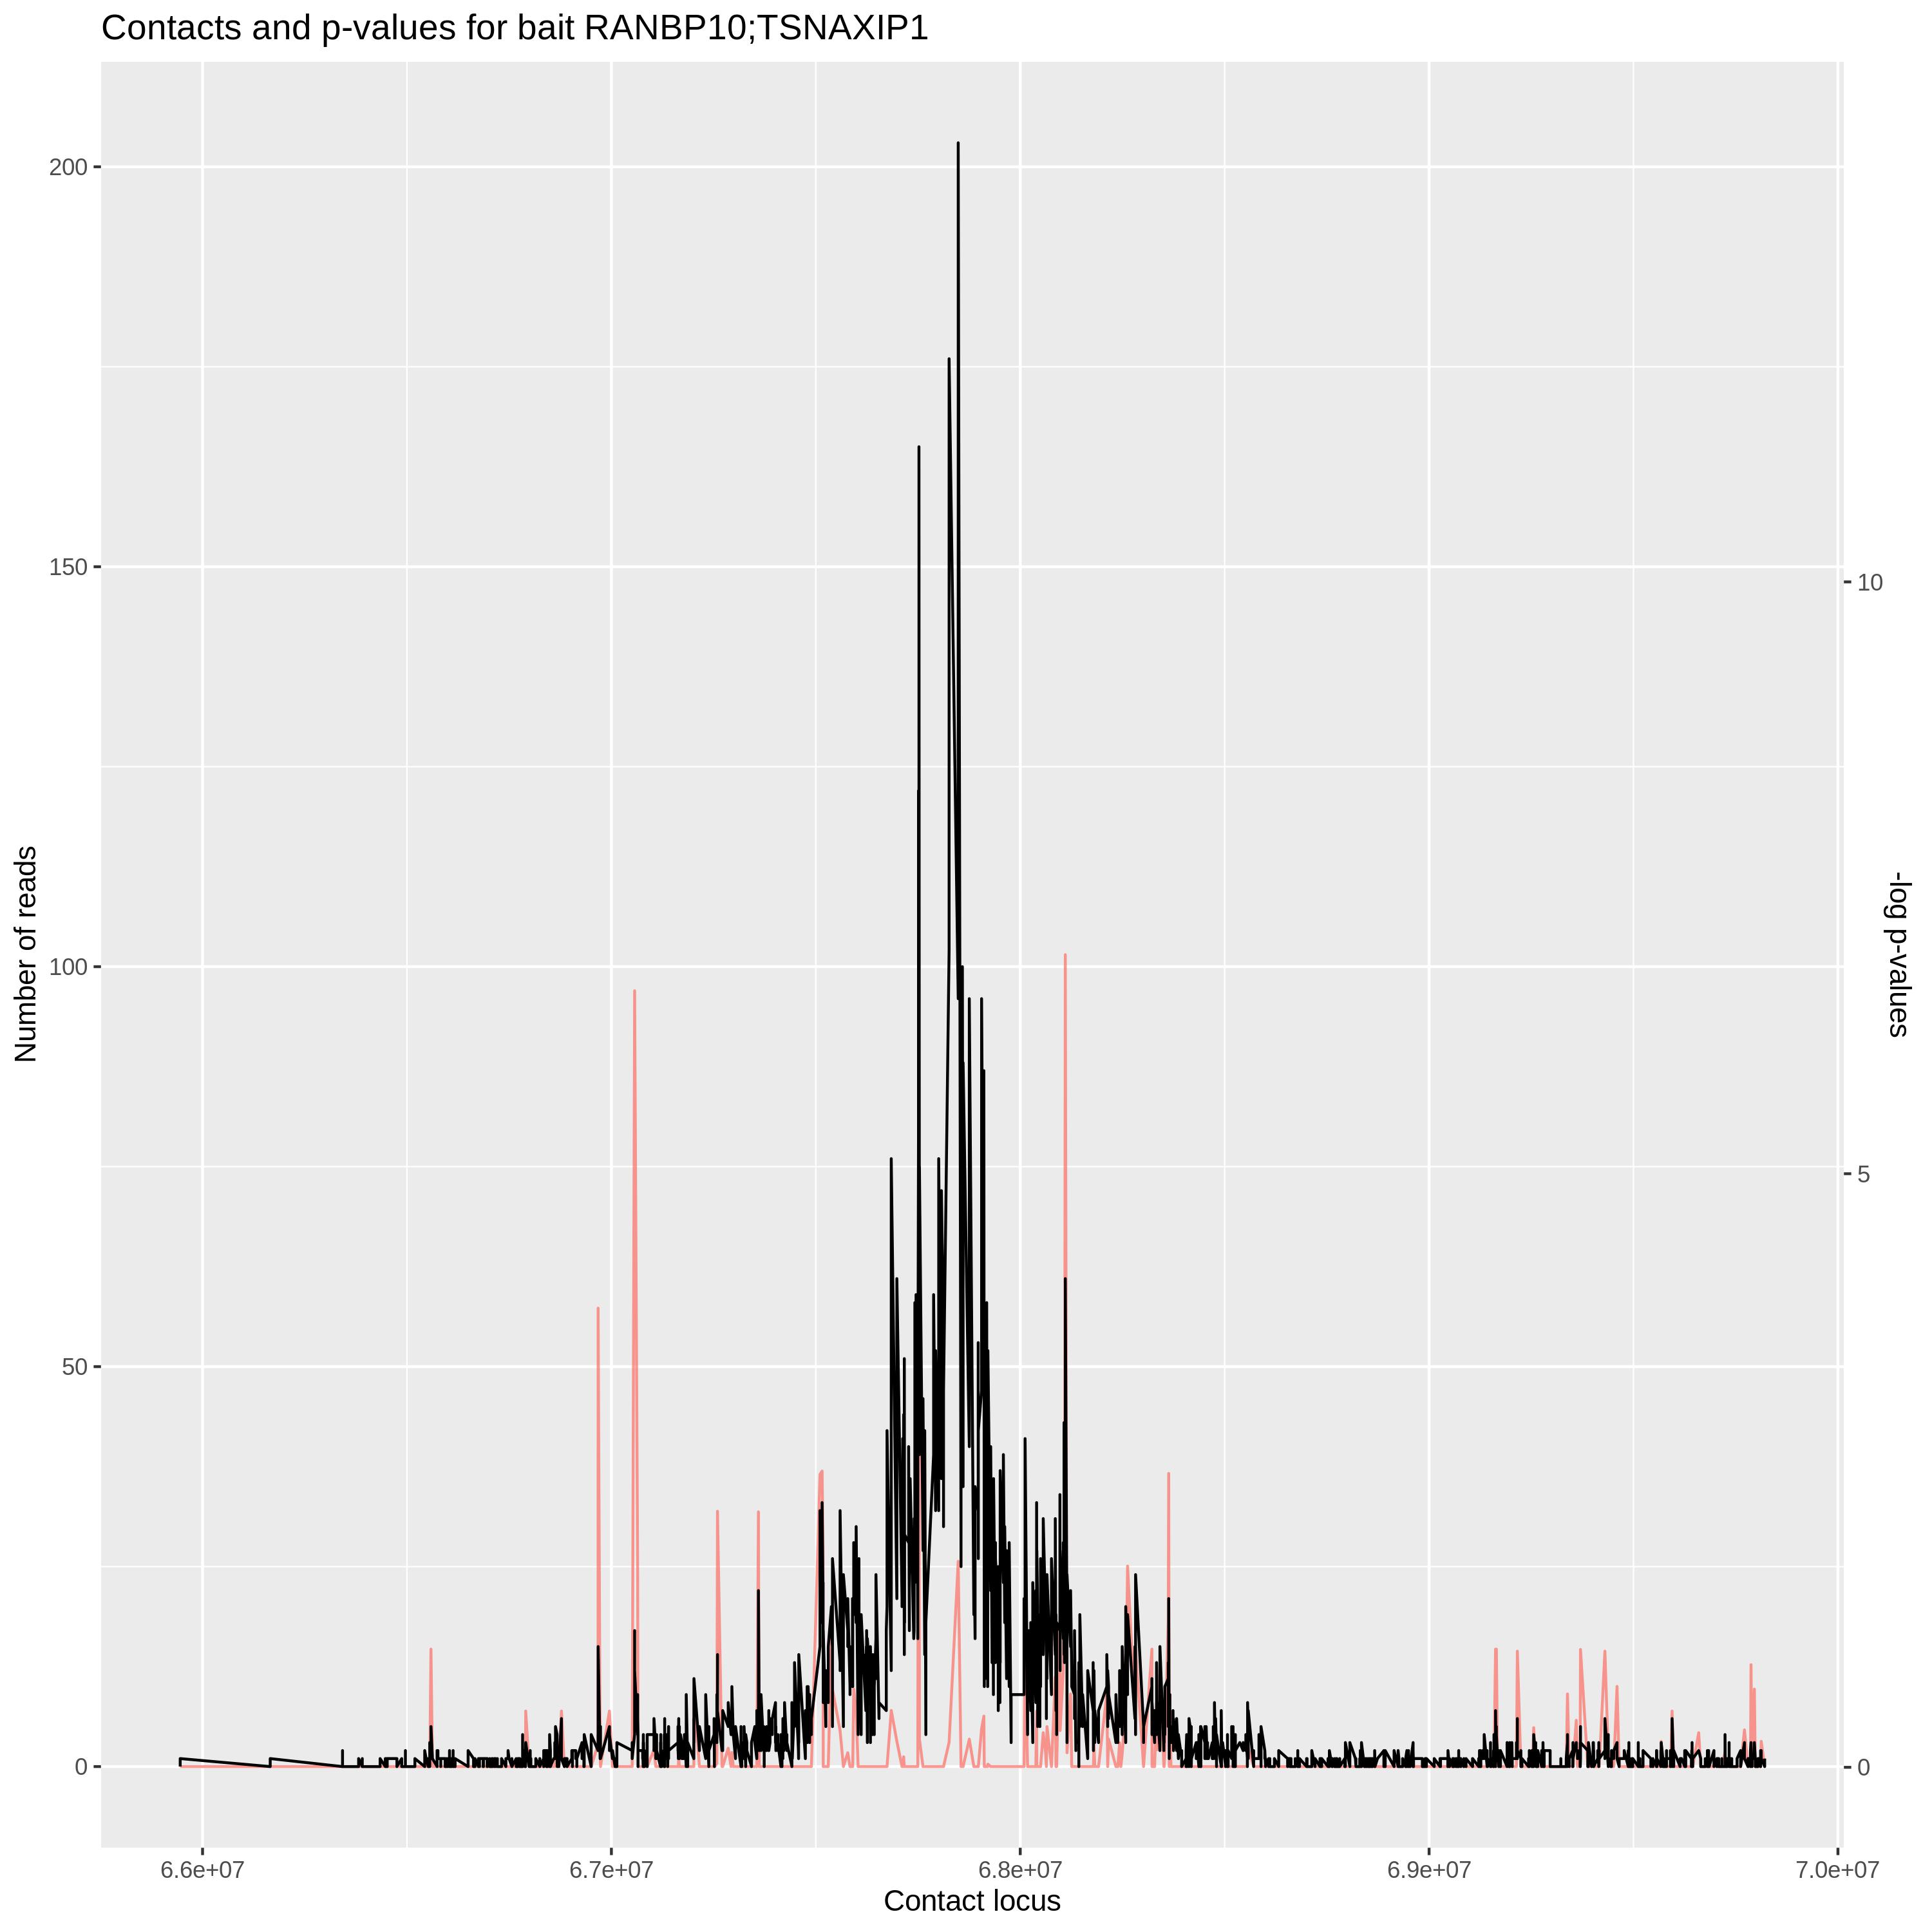 Contacts and p-values for bait RANBP10;TSNAXIP1
200
150
100
50
0
Number of reads
10
5
0
-log p-values
6.6e+07
6.7e+07
6.8e+07
6.9e+07
7.0e+07
Contact locus